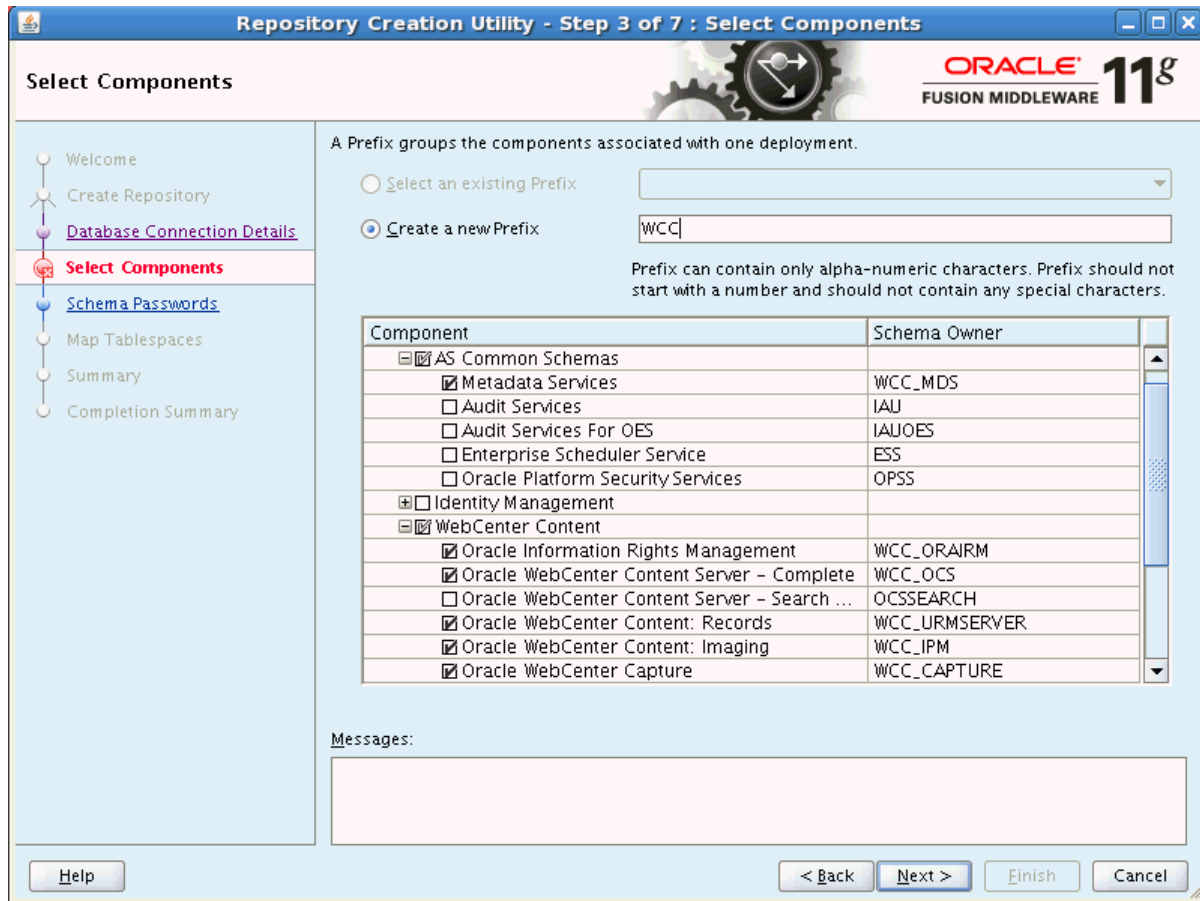 Repository Creation Utility - Step 3 of 7 : Select Components
Select Components
ORACLE®
FUSION MIDDLEWARE
11g
Welcome
Create Repository
Database Connection Details
Select Components
Schema Passwords
Map Tablespaces
Summary
Completion Summary
A Prefix groups the components associated with one deployment.
Select an existing Prefix
Create a new Prefix WCC
Prefix can contain only alpha-numeric characters. Prefix should not
start with a number and should not contain any special characters.
Component Schema Owner
AS Common Schemas
Metadata Services WCC_MDS
Audit Services IAU
Audit Services For OES IAUOES
Enterprise Scheduler Service ESS
Oracle Platform Security Services OPSS
Identity Management
WebCenter Content
Oracle Information Rights Management WCC_ORAIRM
Oracle WebCenter Content Server - Complete WCC_OCS
Oracle WebCenter Content Server - Search ... OCSSEARCH
Oracle WebCenter Content: Records WCC_URMSERVER
Oracle WebCenter Content: Imaging WCC_IPM
Oracle WebCenter Capture WCC_CAPTURE
Messages:
Help < Back Next > Finish Cancel